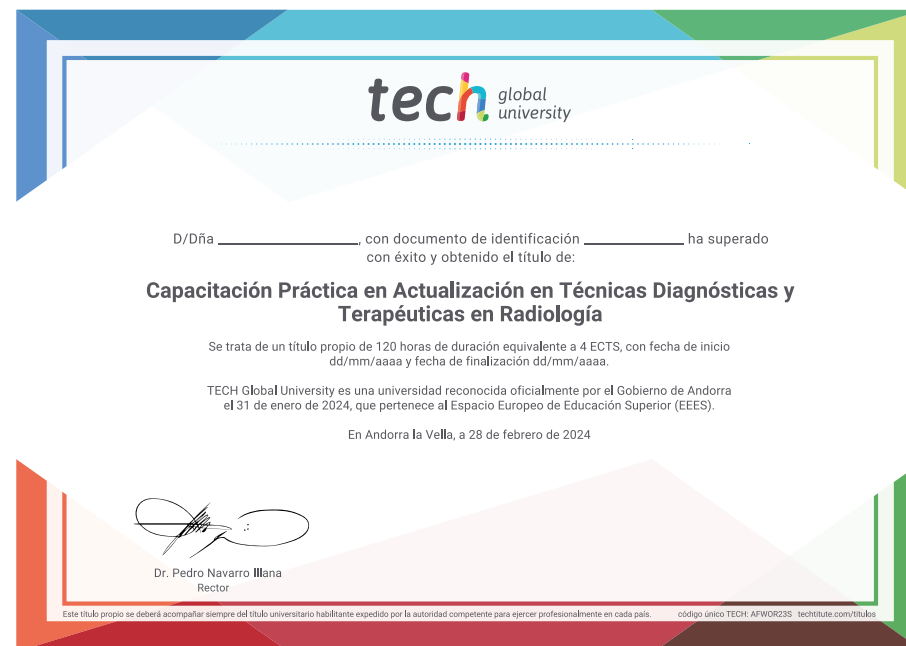 tech global university
D/Dña ______________, con documento de identificación __________ ha superado
con éxito y obtenido el título de:
Capacitación Práctica en Actualización en Técnicas Diagnósticas y
Terapéuticas en Radiología
Se trata de un título propio de 120 horas de duración equivalente a 4 ECTS, con fecha de inicio
dd/mm/aaaa y fecha de finalización dd/mm/aaaa.
TECH Global University es una universidad reconocida oficialmente por el Gobierno de Andorra
el 31 de enero de 2024, que pertenece al Espacio Europeo de Educación Superior (EEES).
En Andorra la Vella, a 28 de febrero de 2024
Dr. Pedro Navarro Illana
Rector
Este título propio se deberá acompañar siempre del título universitario habilitante expedido por la autoridad competente para ejercer profesionalmente en cada país. código único TECH: AFWOR23S techtitute.com/titulos